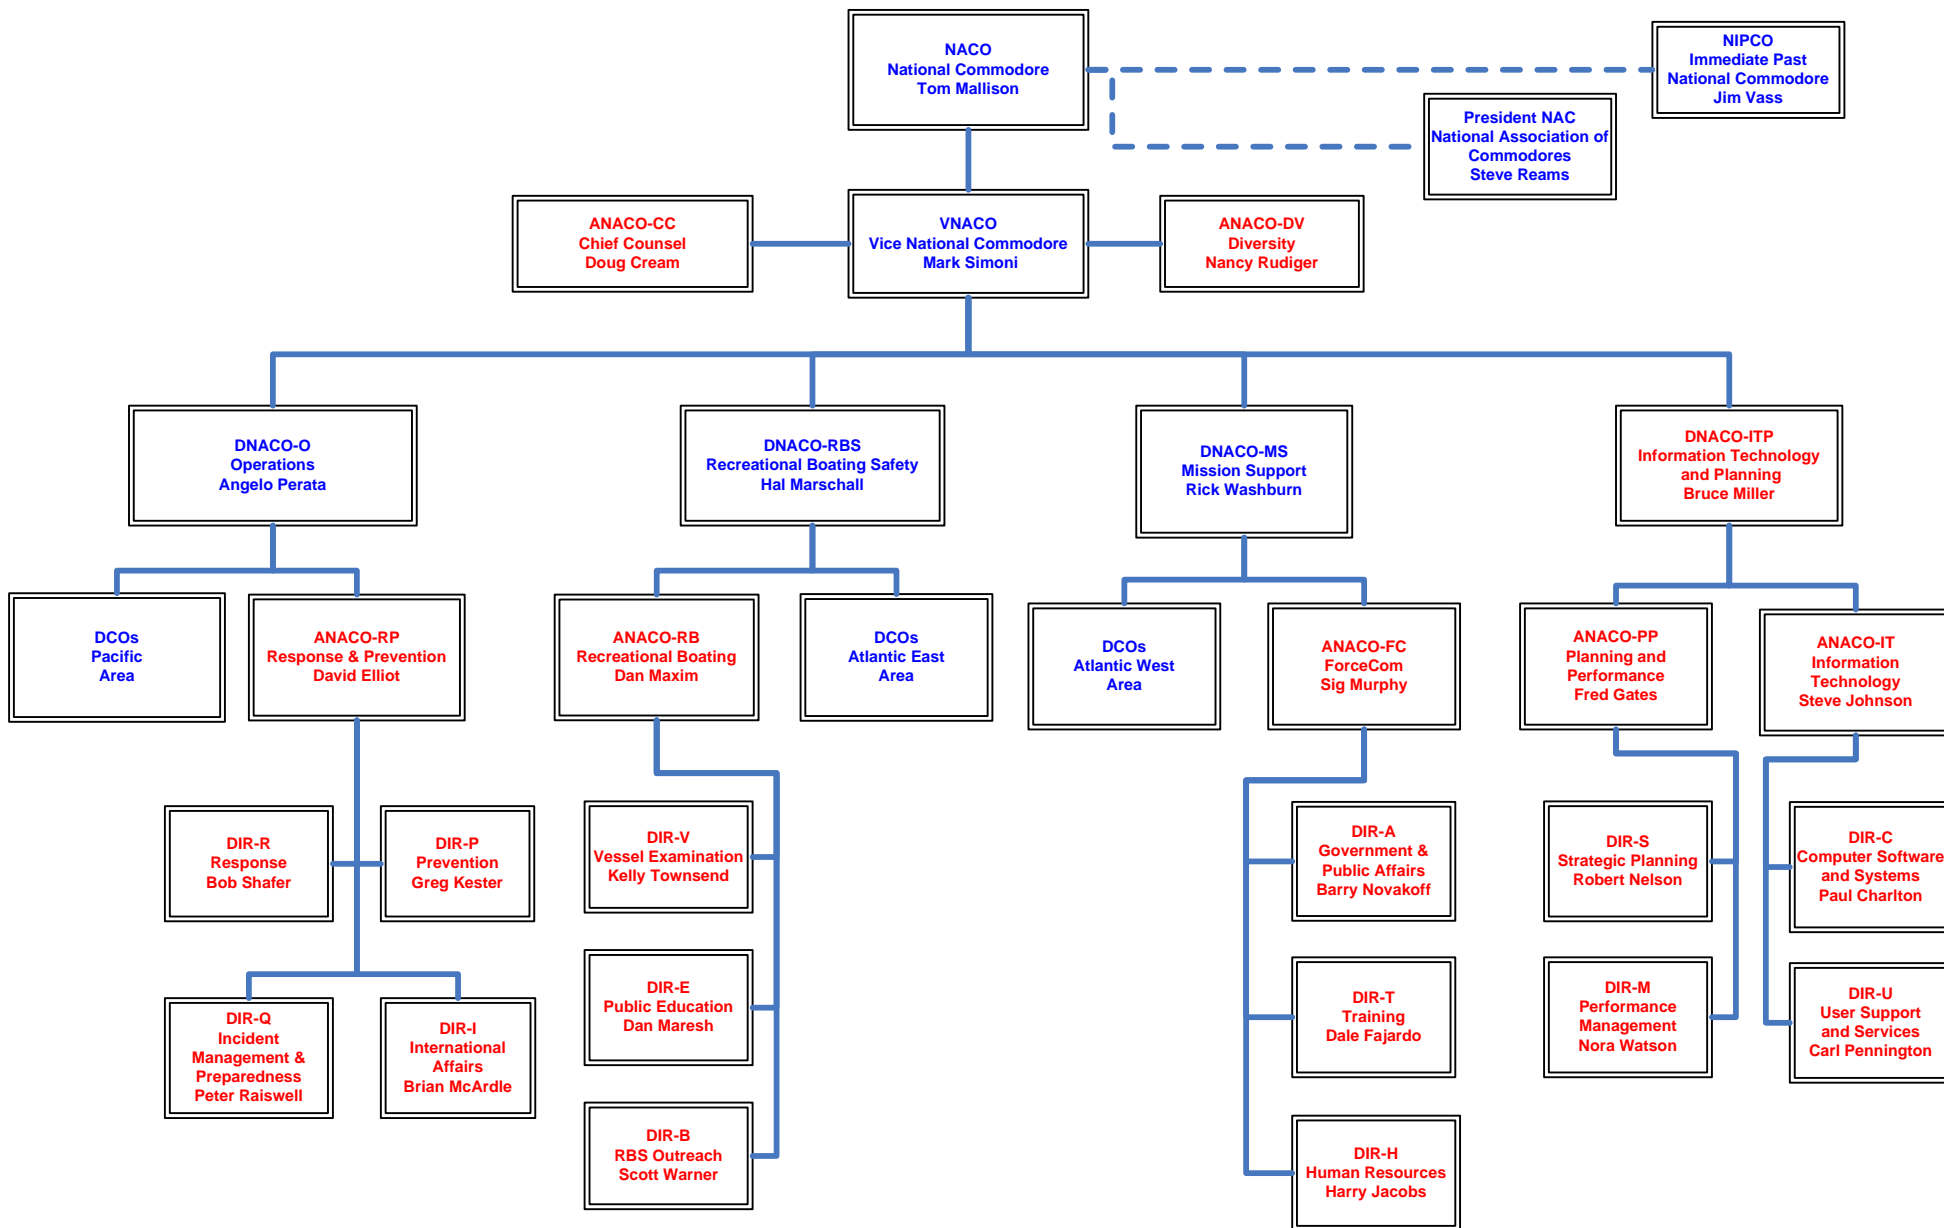 NACO
National Commodore
Tom Mallison
NIPCO
Immediate Past
National Commodore
Jim Vass
President NAC
National Association of
Commodores
Steve Reams
ANACO-CC
Chief Counsel
Doug Cream
VNACO
Vice National Commodore
Mark Simoni
ANACO-DV
Diversity
Nancy Rudiger
DNACO-O
Operations
Angelo Perata
DNACO-RBS
Recreational Boating Safety
Hal Marschall
DNACO-MS
Mission Support
Rick Washburn
DNACO-ITP
Information Technology
and Planning
Bruce Miller
DCOs
Pacific
Area
ANACO-RP
Response & Prevention
David Elliot
ANACO-RB
Recreational Boating
Dan Maxim
DCOs
Atlantic East
Area
DCOs
Atlantic West
Area
ANACO-FC
ForceCom
Sig Murphy
ANACO-PP
Planning and
Performance
Fred Gates
ANACO-IT
Information
Technology
Steve Johnson
DIR-R
Response
Bob Shafer
DIR-P
Prevention
Greg Kester
DIR-V
Vessel Examination
Kelly Townsend
DIR-A
Government &
Public Affairs
Barry Novakoff
DIR-S
Strategic Planning
Robert Nelson
DIR-C
Computer Software
and Systems
Paul Charlton
DIR-Q
Incident
Management &
Preparedness
Peter Raiswell
DIR-I
International
Affairs
Brian McArdle
DIR-E
Public Education
Dan Maresh
DIR-T
Training
Dale Fajardo
DIR-M
Performance
Management
Nora Watson
DIR-U
User Support
and Services
Carl Pennington
DIR-B
RBS Outreach
Scott Warner
DIR-H
Human Resources
Harry Jacobs